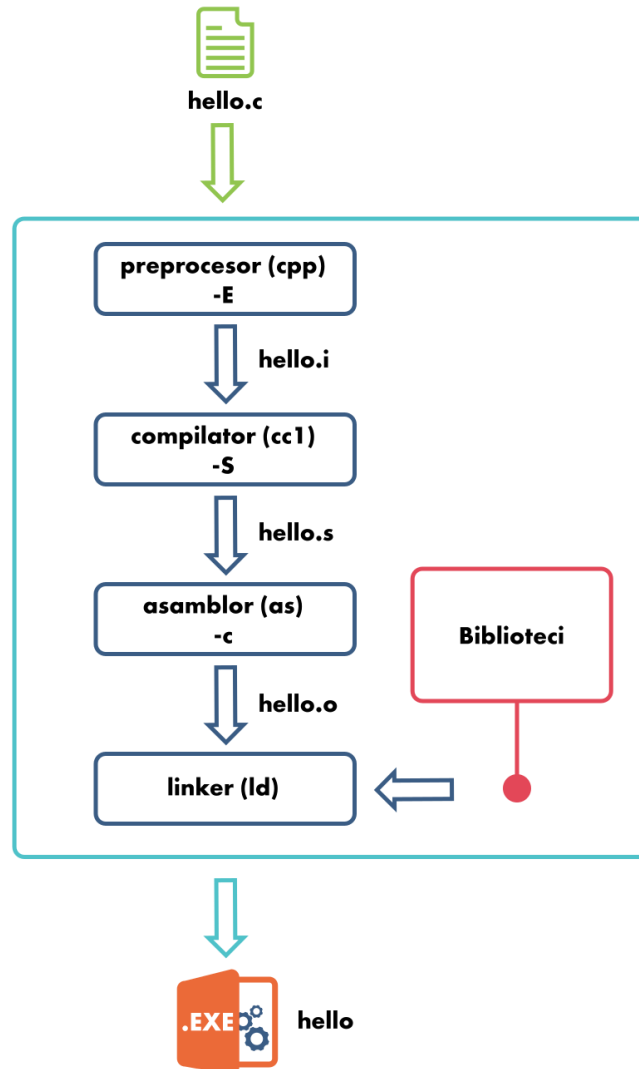 hello.c
preprocesor (cpp)
-E
hello.i
compilator (cc1)
-S
hello.s
asamblor (as)
-c
Biblioteci
hello.o
linker (ld)
.EXE
hello